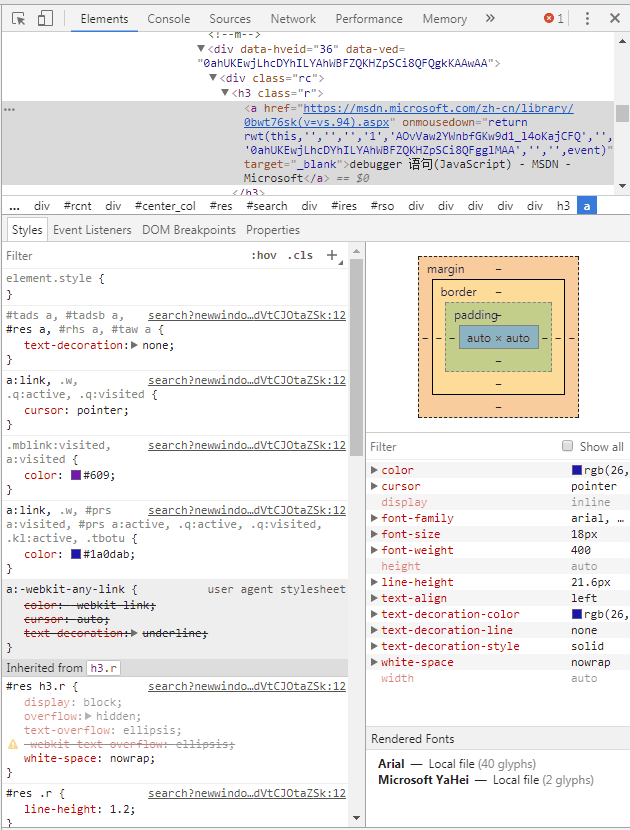 Elements Console Sources Network Performance Memory » 1
<!--m-->
▼<div data-hveid="36" data-ved=
"0ahUKEwjLhcDYhILYAhWBFZQKHZpSCi8QFQgkKAAwAA">
▼<div class="rc">
▼<h3 class="r">
… <a href="https://msdn.microsoft.com/zh-cn/library/
0bwt76sk(v=vs.94).aspx" onmousedown="return
rwt(this,'','','','1','AOvVaw2YWnbfGKw9d1_l4oKajCFQ','',
'0ahUKEwjLhcDYhILYAhWBFZQKHZpSCi8QFgglMAA','','',event)"
target="_blank">debugger 语句(JavaScript) - MSDN -
Microsoft</a> == $0
</h3>
... div #rcnt div #center_col #res #search div #ires #rso div div div div h3 a
Styles Event Listeners DOM Breakpoints Properties
Filter :hov .cls +
element.style {
}
#tads a, #tadsb a, search?newwindo…dVtCJOtaZSk:12
#res a, #rhs a, #taw a {
text-decoration:▶ none;
}
a:link, .w, search?newwindo…dVtCJOtaZSk:12
.q:active, .q:visited {
cursor: pointer;
}
.mblink:visited, search?newwindo…dVtCJOtaZSk:12
a:visited {
color: #609;
}
a:link, .w, #prs search?newwindo…dVtCJOtaZSk:12
a:visited, #prs a:active, .q:active, .q:visited,
.kl:active, .tbotu {
color: #1a0dab;
}
a:-webkit-any-link { user agent stylesheet
color: -webkit-link;
cursor: auto;
text-decoration:▶ underline;
}
Inherited from h3.r
#res h3.r { search?newwindo…dVtCJOtaZSk:12
display: block;
overflow:▶ hidden;
text-overflow: ellipsis;
-webkit-text-overflow: ellipsis;
white-space: nowrap;
}
#res .r { search?newwindo…dVtCJOtaZSk:12
line-height: 1.2;
}
margin –
border –
padding –
– – – auto × auto – – –
–
–
–
Filter Show all
▶ color rgb(26,
▶ cursor pointer
display inline
▶ font-family arial, …
▶ font-size 18px
▶ font-weight 400
height auto
▶ line-height 21.6px
▶ text-align left
▶ text-decoration-color rgb(26,
▶ text-decoration-line none
▶ text-decoration-style solid
▶ white-space nowrap
width auto
Rendered Fonts
Arial — Local file (40 glyphs)
Microsoft YaHei — Local file (2 glyphs)